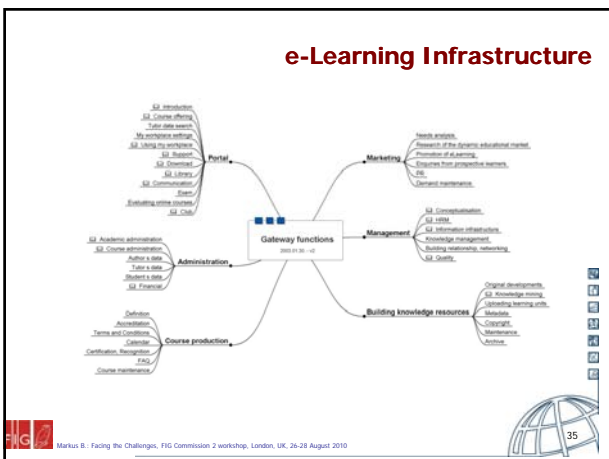 e-Learning Infrastructure
Introduction
Course offering
Tutor data search
My workplace settings
Using my workplace
Support
Download
Library
Communication
Exam
Evaluating online courses
Club
Portal
Academic administration
Course administration
Author's data
Tutor's data
Student's data
Financial
Administration
Definition
Accreditation
Terms and Conditions
Calendar
Certification, Recognition
FAQ
Course maintenance
Course production
Gateway functions
Marketing
Needs analysis
Research of the dynamic educational market
Promotion of eLearning
Enquiries from prospective learners
PR
Demand maintenance
Management
Conceptualisation
HRM
Information infrastructure
Knowledge management
Building relationship, networking
Quality
Building knowledge resources
Original developments
Knowledge mining
Uploading learning units
Metadata
Copyright
Maintenance
Archive
FIG
Markus B.: Facing the Challenges, FIG Commission 2 workshop, London, UK, 26-28 August 2010
35